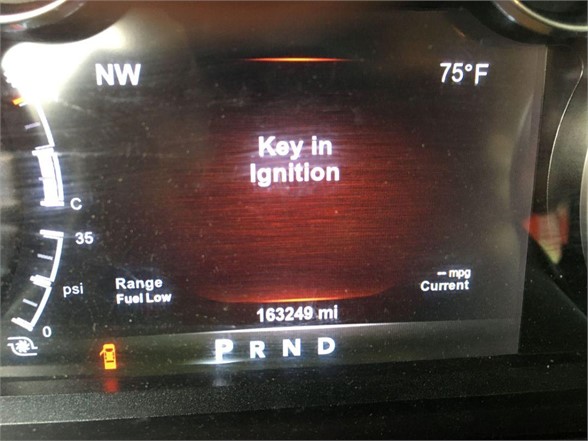 NW
75°F
Key in
Ignition
C
35
psi
0
Range
Fuel Low
– mpg
Current
163249 mi
P R N D